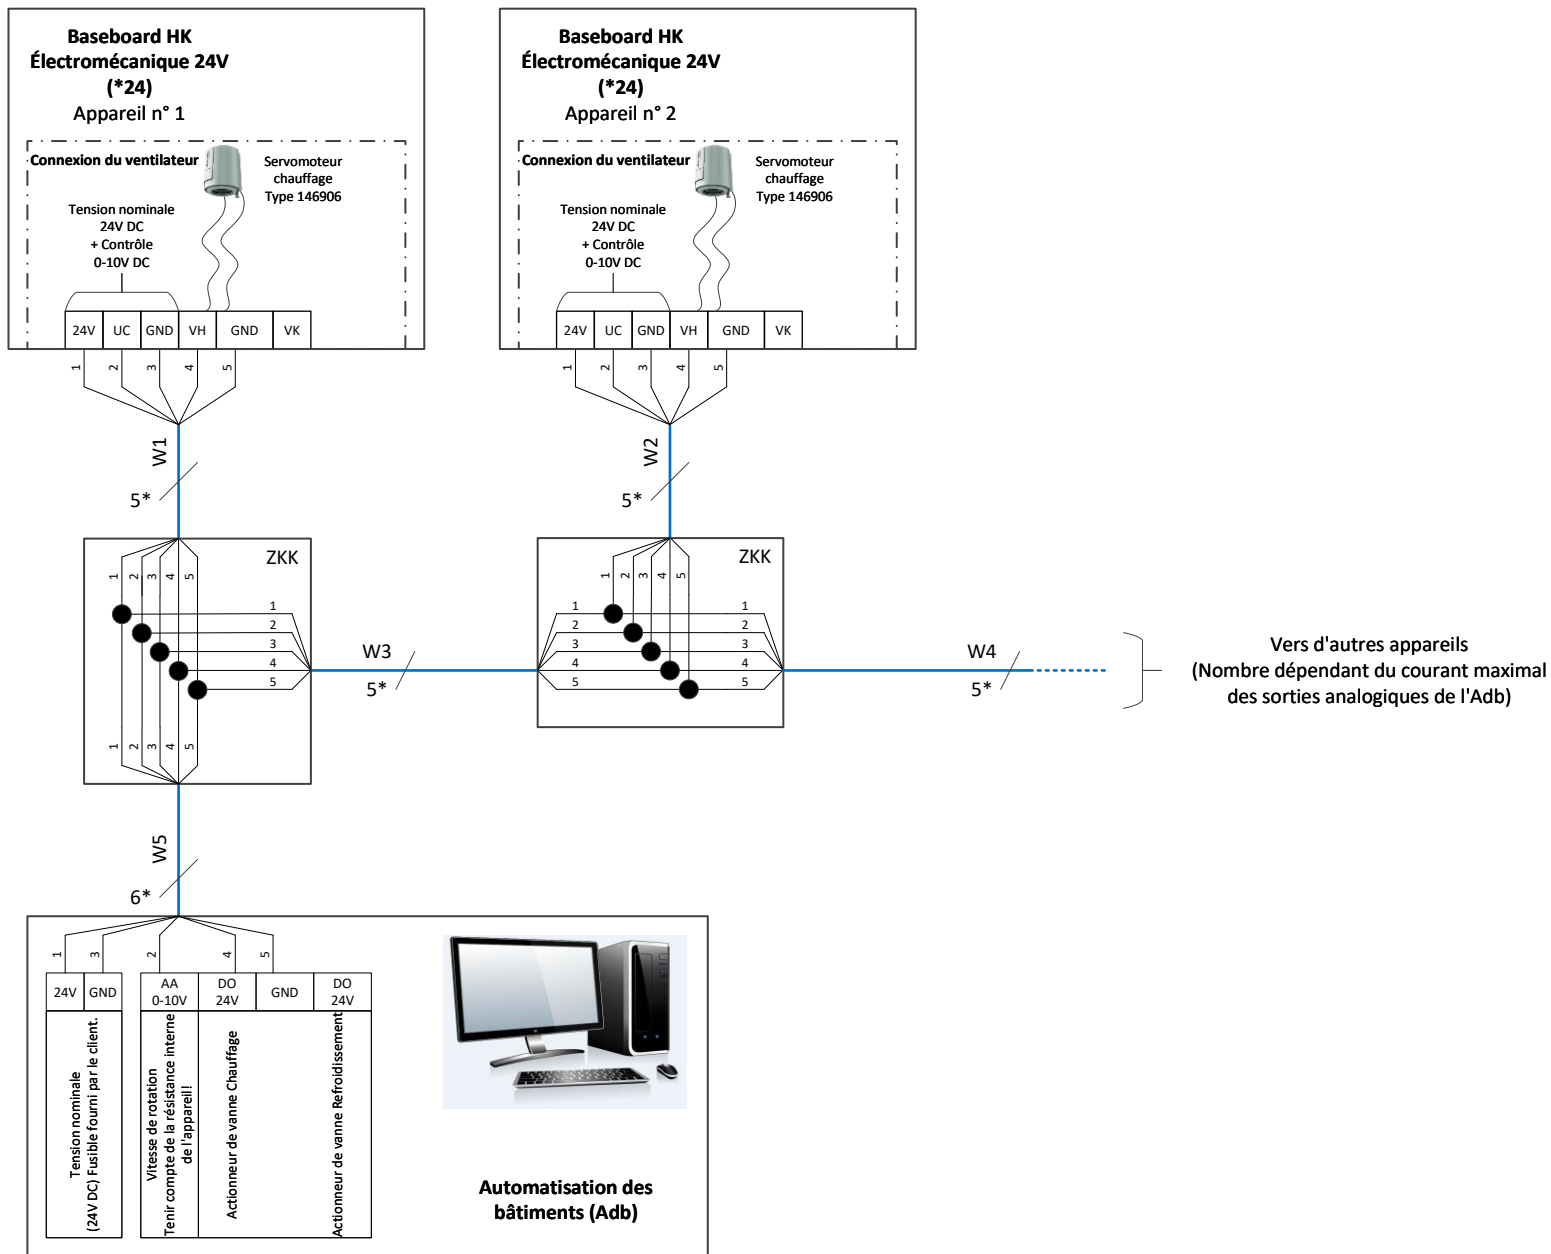 Baseboard HK
Électromécanique 24V
(*24)
Appareil n° 1
Connexion du ventilateur
Servomoteur
chauffage
Type 146906
Tension nominale
24V DC
+ Contrôle
0-10V DC
24V UC GND VH GND VK
1 2 3 4 5
W1
5*
Baseboard HK
Électromécanique 24V
(*24)
Appareil n° 2
Connexion du ventilateur
Servomoteur
chauffage
Type 146906
Tension nominale
24V DC
+ Contrôle
0-10V DC
24V UC GND VH GND VK
1 2 3 4 5
W2
5*
ZKK
1 2 3 4 5
1
2
3
4
5
1 2 3 4 5
W3
5*
ZKK
1 2 3 4 5
1 1
2 2
3 3
4 4
5 5
W4
5*
Vers d'autres appareils
(Nombre dépendant du courant maximal
des sorties analogiques de l'Adb)
W5
6*
1 3 2 4 5
24V GND
AA
0-10V
DO
24V
GND
DO
24V
Tension nominale
(24V DC) Fusible fourni par le client.
Vitesse de rotation
Tenir compte de la résistance interne
de l'appareil!
Actionneur de vanne Chauffage
Actionneur de vanne Refroidissement
Automatisation des
bâtiments (Adb)